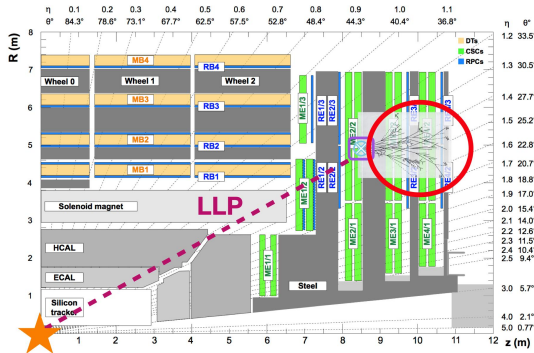 η 0.1 0.2 0.3 0.4 0.5 0.6 0.7 0.8 0.9 1.0 1.1
θ° 84.3° 78.6° 73.1° 67.7° 62.5° 57.5° 52.8° 48.4° 44.3° 40.4° 36.8° η θ°
R (m)
8
7
6
5
4
3
2
1
1.2 33.5°
DTs
CSCs
RPCs
MB4
RB4
Wheel 0
Wheel 1
Wheel 2
MB3
RB3
MB2
RB2
MB1
RB1
ME1/3
RE1/3
RE2/3
ME2/2
ME1/2
RE1/2
ME1/1
ME2/1
ME3/1
ME4/1
1.4 27.7°
1.5 25.2°
1.6 22.8°
1.7 20.7°
1.8 18.8°
1.9 17.0°
2.0 15.4°
2.1 14.0°
2.2 12.6°
2.3 11.5°
2.4 10.4°
2.5 9.4°
3.0 5.7°
4.0 2.1°
5.0 0.77°
Solenoid magnet
LLP
HCAL
ECAL
Silicon
tracker
Steel
1 2 3 4 5 6 7 8 9 10 11 12
z (m)